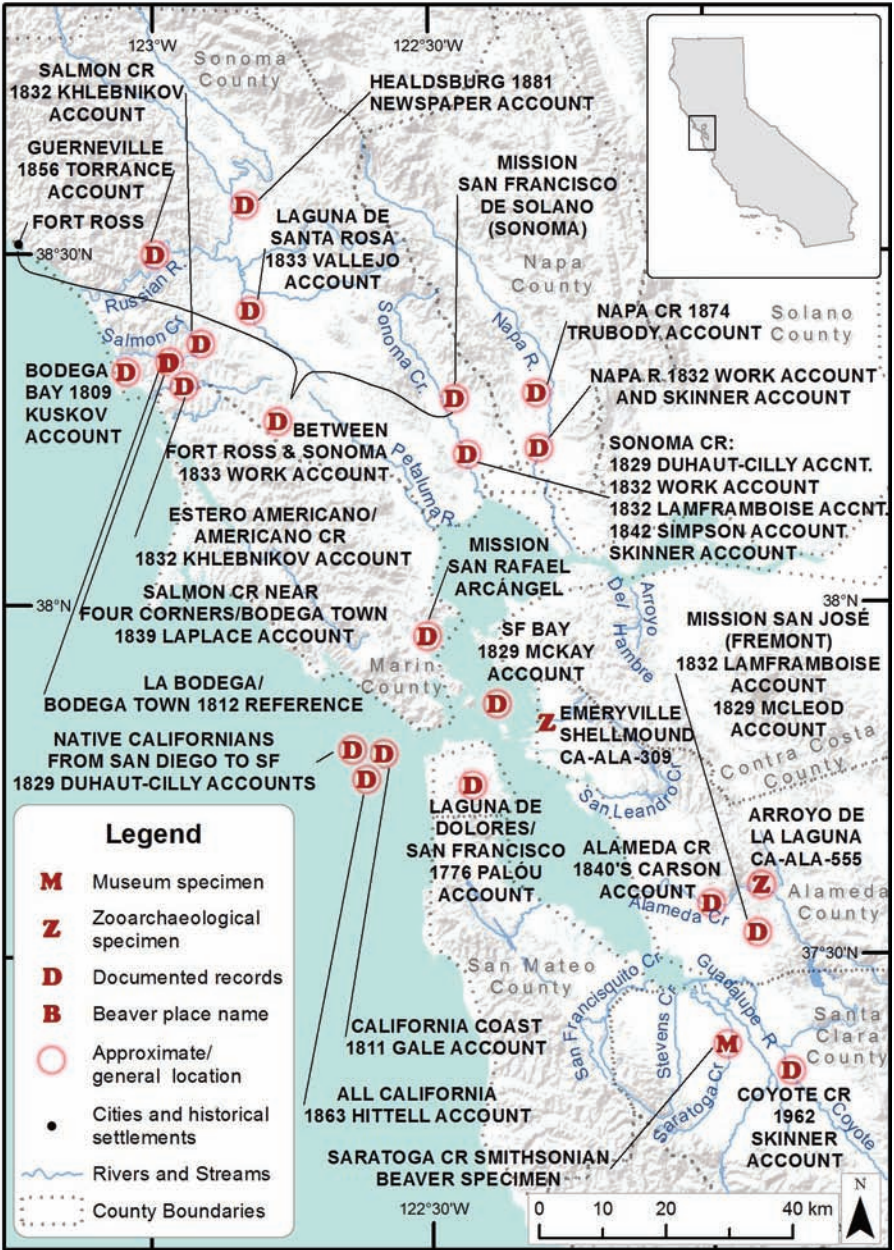 123°W
122°30'W
Sonoma
County
SALMON CR
1832 KHLEBNIKOV
ACCOUNT
HEALDSBURG 1881
NEWSPAPER ACCOUNT
GUERNEVILLE
1856 TORRANCE
ACCOUNT
MISSION
SAN FRANCISCO
DE SOLANO
(SONOMA)
FORT ROSS
D
LAGUNA DE
SANTA ROSA
1833 VALLEJO
ACCOUNT
38°30'N
D
Russian R.
Napa
County
D
Salmon Cr
Sonoma Cr.
Napa R.
NAPA CR 1874
TRUBODY ACCOUNT
Solano
County
D
D
D
D
BODEGA
BAY 1809
KUSKOV
ACCOUNT
D
D
NAPA R 1832 WORK ACCOUNT
AND SKINNER ACCOUNT
D
BETWEEN
FORT ROSS & SONOMA
1833 WORK ACCOUNT
D
D
Petaluma R.
SONOMA CR:
1829 DUHAUT-CILLY ACCNT.
1832 WORK ACCOUNT
1832 LAMFRAMBOISE ACCNT.
1842 SIMPSON ACCOUNT
SKINNER ACCOUNT
ESTERO AMERICANO/
AMERICANO CR
1832 KHLEBNIKOV ACCOUNT
MISSION
SAN RAFAEL
ARCÁNGEL
38°N
38°N
SALMON CR NEAR
FOUR CORNERS/BODEGA TOWN
1839 LAPLACE ACCOUNT
Arroyo
Del Hambre
D
SF BAY
1829 MCKAY
ACCOUNT
MISSION SAN JOSÉ
(FREMONT)
1832 LAMFRAMBOISE
ACCOUNT
1829 MCLEOD
ACCOUNT
Marin
County
LA BODEGA/
BODEGA TOWN 1812 REFERENCE
D
Z
EMERYVILLE
SHELLMOUND
CA-ALA-309
NATIVE CALIFORNIANS
FROM SAN DIEGO TO SF
1829 DUHAUT-CILLY ACCOUNTS
D
D
D
Contra Costa
County
San Leandro Cr
D
LAGUNA DE
DOLORES/
SAN FRANCISCO
1776 PALÓU
ACCOUNT
ARROYO DE
LA LAGUNA
CA-ALA-555
ALAMEDA CR
1840'S CARSON
ACCOUNT
Z
D
Alameda Cr
Alameda
County
D
37°30'N
Legend
M Museum specimen
Z Zooarchaeological
specimen
D Documented records
B Beaver place name
Approximate/
general location
Cities and historical
settlements
Rivers and Streams
County Boundaries
San Mateo
County
San Francisquito Cr
Stevens Cr
Guadalupe R
Santa
Clara
County
CALIFORNIA COAST
1811 GALE ACCOUNT
M
D
Saratoga Cr
ALL CALIFORNIA
1863 HITTELL ACCOUNT
COYOTE CR
1962
SKINNER
ACCOUNT
Coyote
SARATOGA CR SMITHSONIAN
BEAVER SPECIMEN
122°30'W
0 10 20 40 km
N